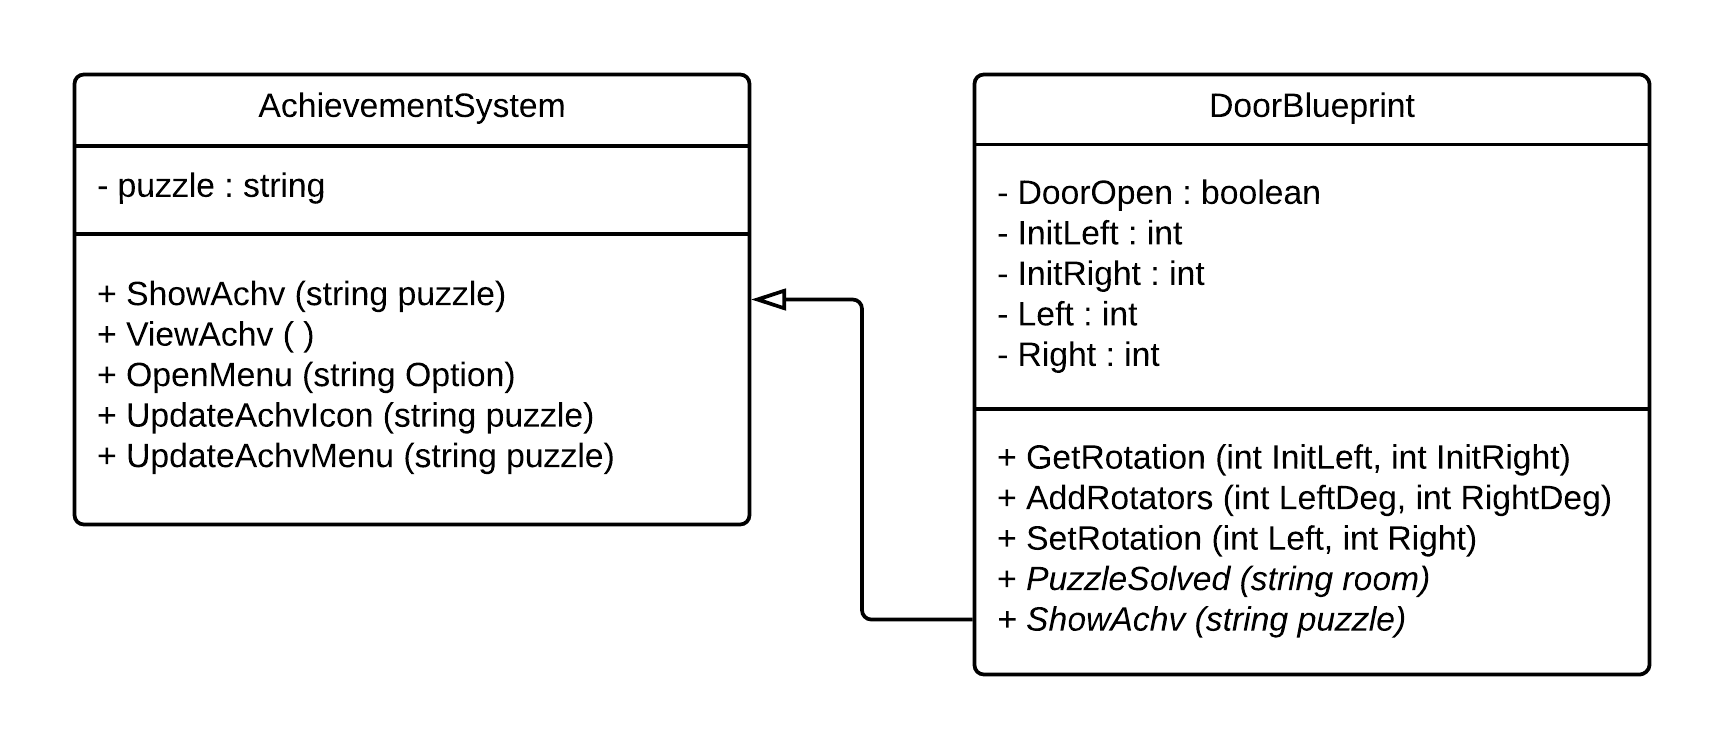 AchievementSystem
- puzzle : string
+ ShowAchv (string puzzle)
+ ViewAchv ( )
+ OpenMenu (string Option)
+ UpdateAchvIcon (string puzzle)
+ UpdateAchvMenu (string puzzle)
DoorBlueprint
- DoorOpen : boolean
- InitLeft : int
- InitRight : int
- Left : int
- Right : int
+ GetRotation (int InitLeft, int InitRight)
+ AddRotators (int LeftDeg, int RightDeg)
+ SetRotation (int Left, int Right)
+ PuzzleSolved (string room)
+ ShowAchv (string puzzle)